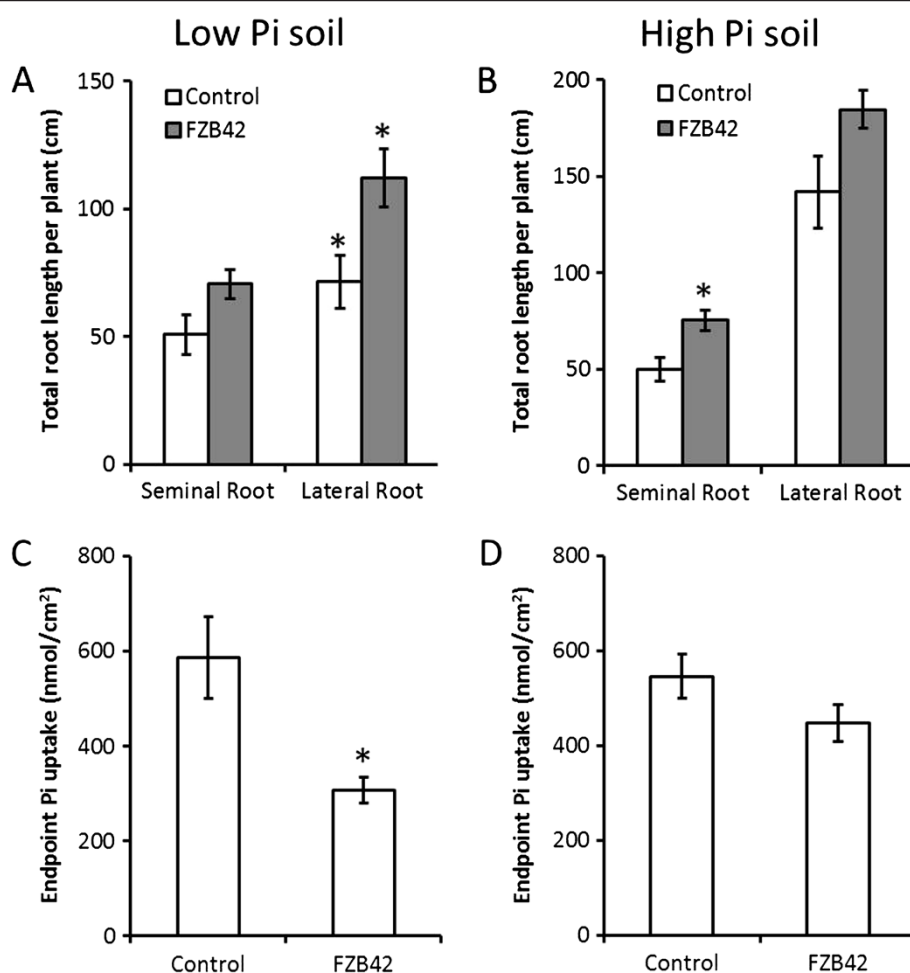 Low Pi soil
High Pi soil
A
Total root length per plant (cm)
150
100
50
0
Control
FZB42
*
*
Seminal Root
Lateral Root
B
Total root length per plant (cm)
200
150
100
50
0
Control
FZB42
*
Seminal Root
Lateral Root
C
Endpoint Pi uptake (nmol/cm²)
800
600
400
200
0
*
Control
FZB42
D
Endpoint Pi uptake (nmol/cm²)
800
600
400
200
0
Control
FZB42